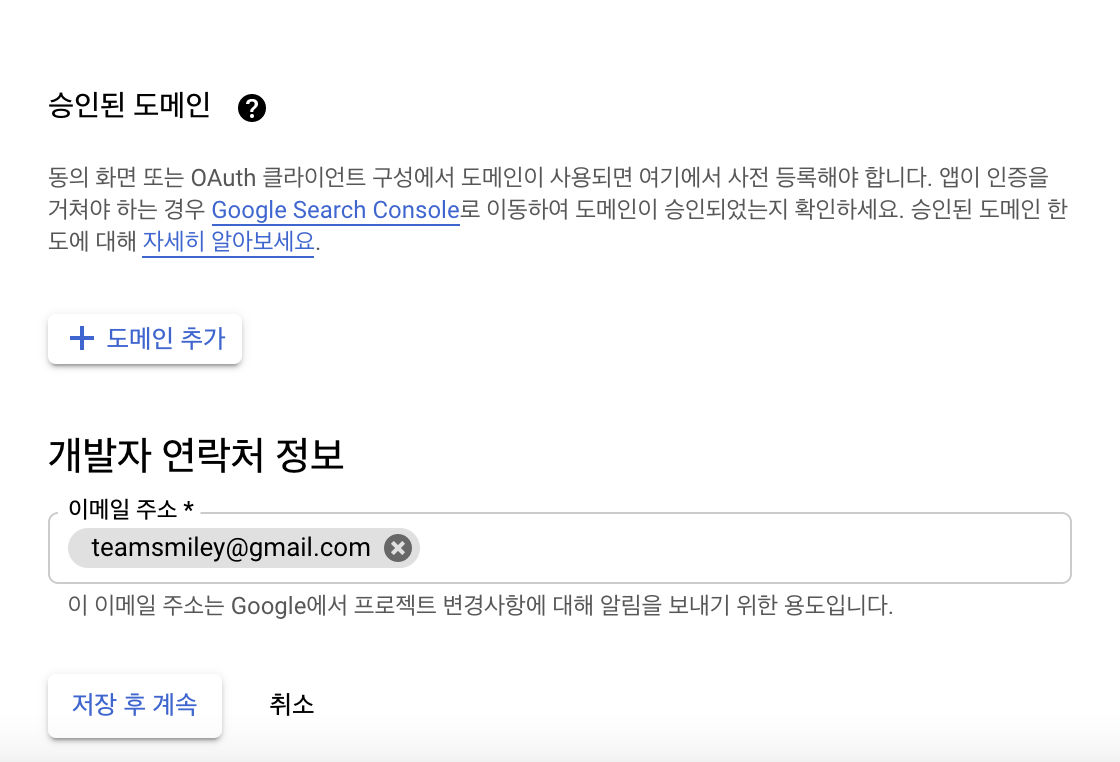 승인된 도메인 ?
동의 화면 또는 OAuth 클라이언트 구성에서 도메인이 사용되면 여기에서 사전 등록해야 합니다. 앱이 인증을
거쳐야 하는 경우 Google Search Console로 이동하여 도메인이 승인되었는지 확인하세요. 승인된 도메인 한
도에 대해 자세히 알아보세요.
+ 도메인 추가
개발자 연락처 정보
이메일 주소 *
teamsmiley@gmail.com
이 이메일 주소는 Google에서 프로젝트 변경사항에 대해 알림을 보내기 위한 용도입니다.
저장 후 계속 취소